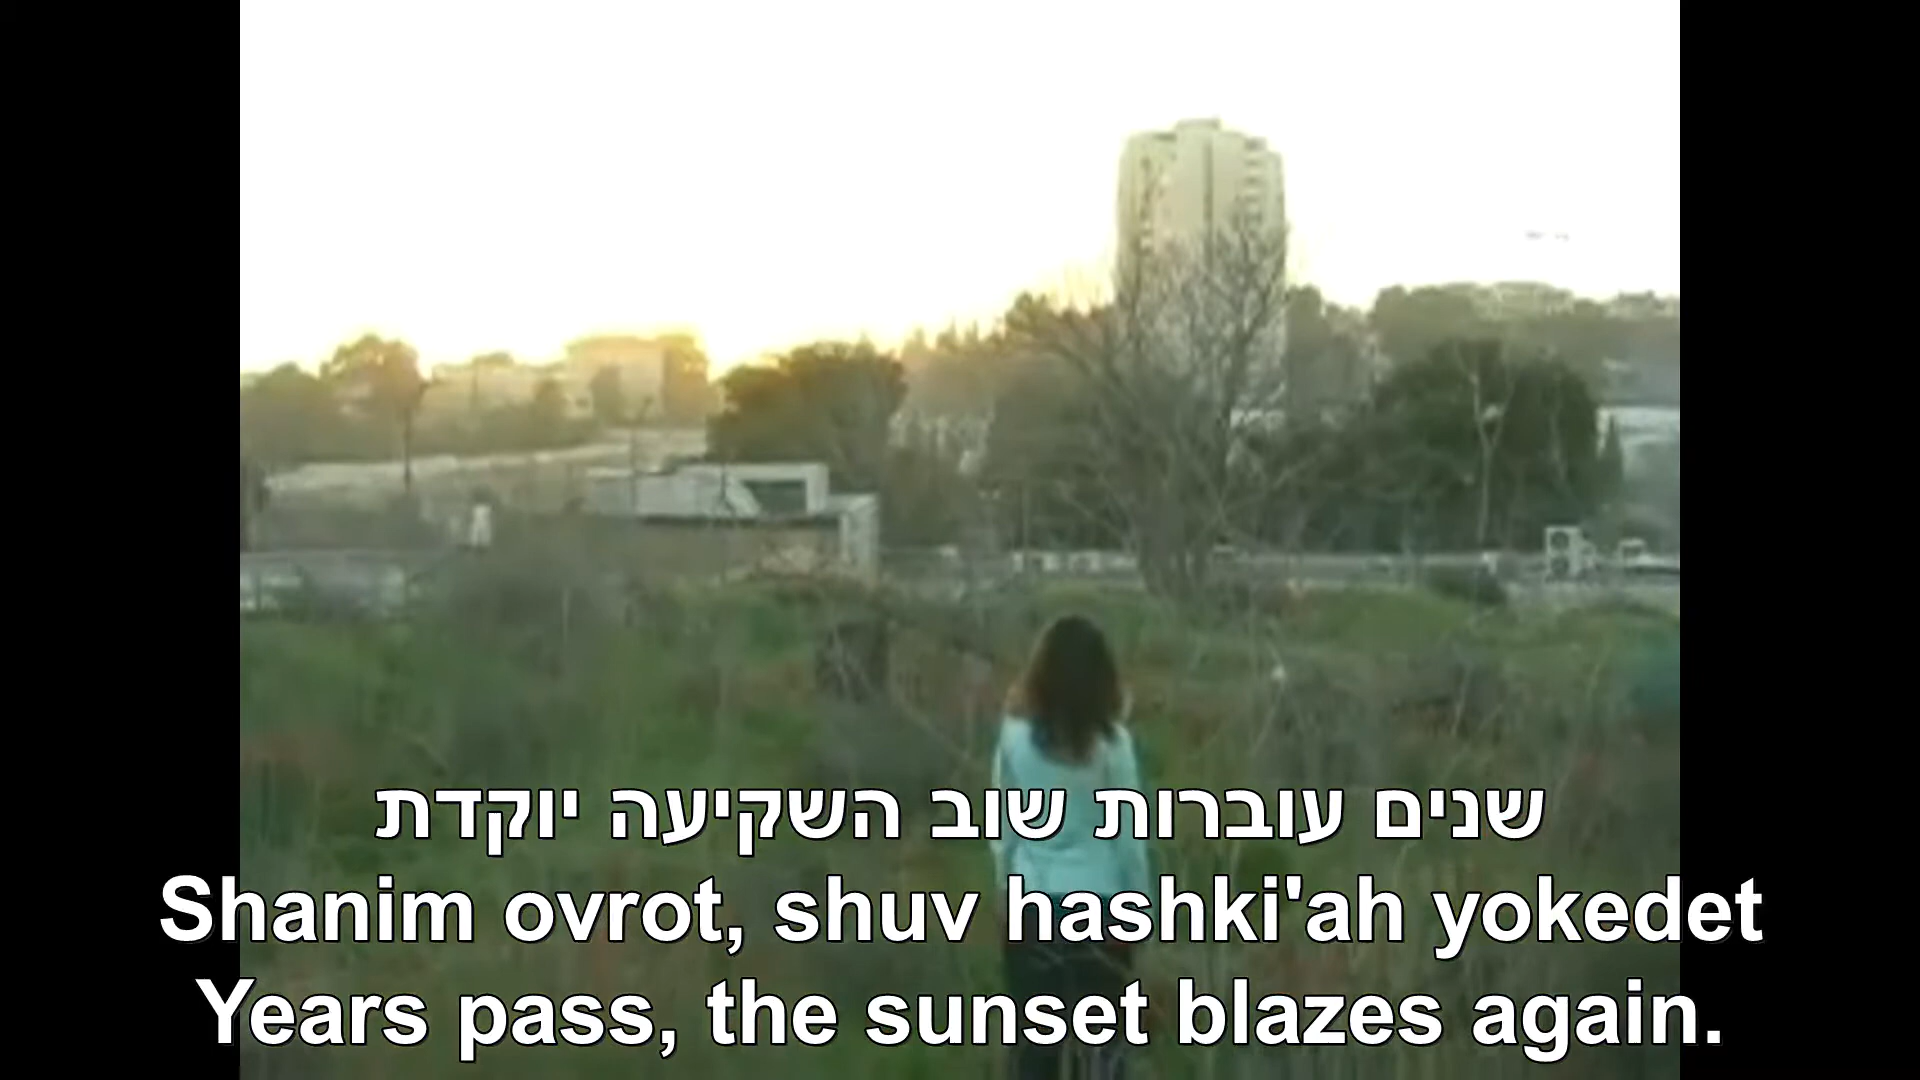 שנים עוברות שוב השקיעה יוקדת
Shanim ovrot, shuv hashki'ah yokedet
Years pass, the sunset blazes again.